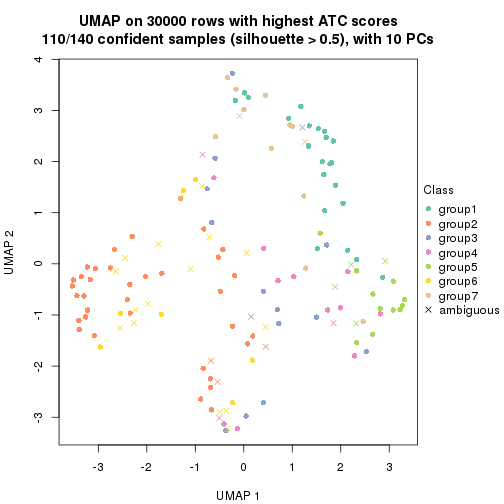 UMAP on 30000 rows with highest ATC scores
110/140 confident samples (silhouette > 0.5), with 10 PCs
4
3
2
1
0
-1
-2
-3
UMAP 2
-3
-2
-1
0
1
2
3
UMAP 1
Class
group1
group2
group3
group4
group5
group6
group7
ambiguous